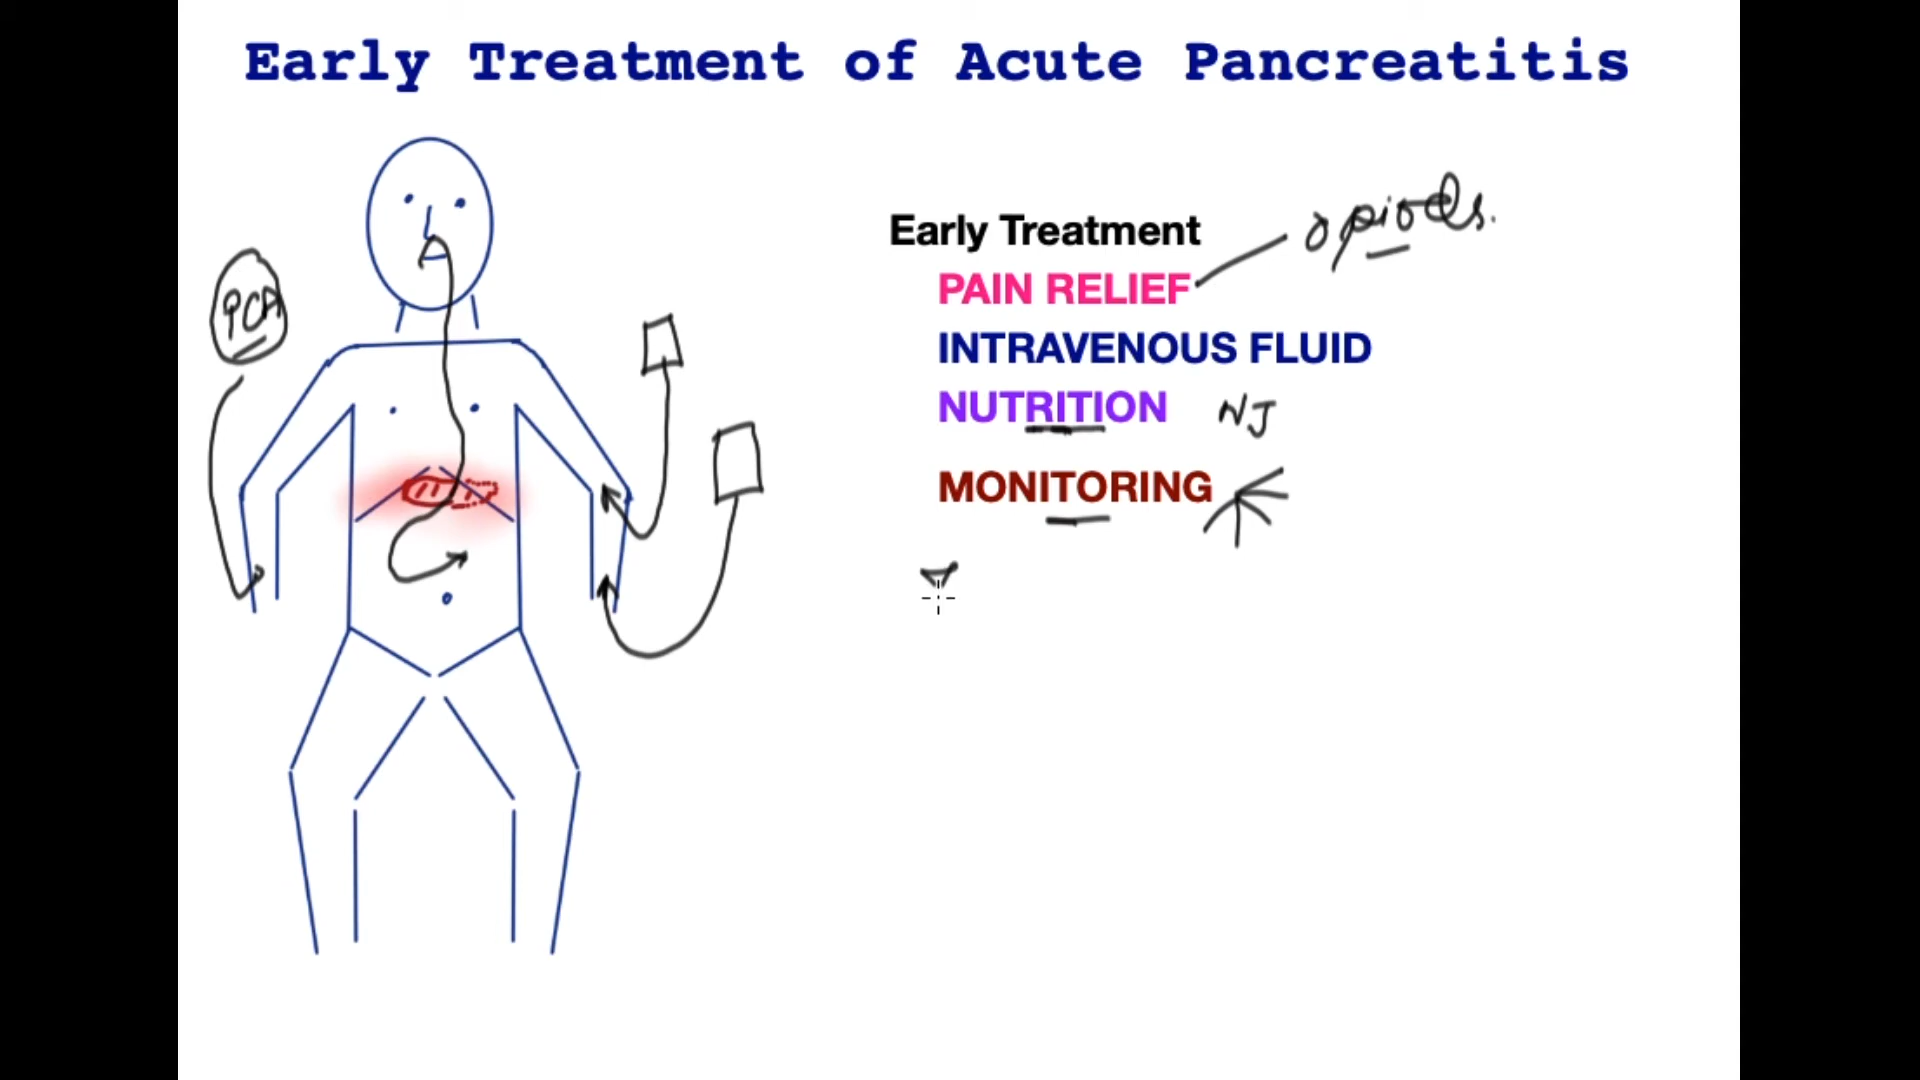 Early Treatment of Acute Pancreatitis
Early Treatment
opiods.
PAIN RELIEF
INTRAVENOUS FLUID
NUTRITION NJ
MONITORING
PCA